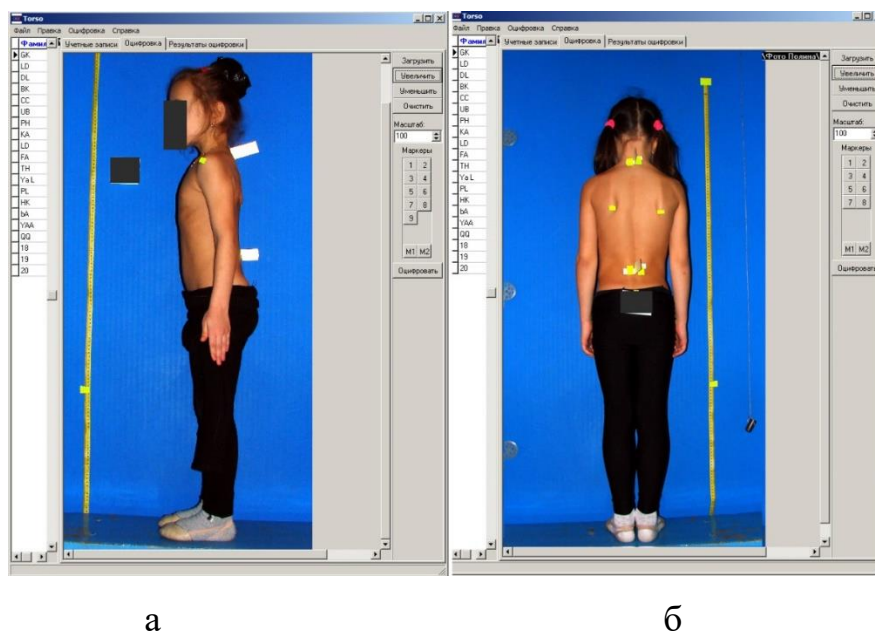 Torso
Файл Правка Оцифровка Справка
Учетные записи Оцифровка Результаты оцифровки
GK
LD
DL
BK
CC
UB
PH
KA
LD
FA
TH
Ya L
PL
HK
bA
YAA
QQ
18
19
20
Загрузить
Увеличить
Уменьшить
Очистить
Масштаб:
100
Маркеры
1 2
3 4
5 6
7 8
9
M1 M2
Оцифровать
Torso
Файл Правка Оцифровка Справка
Учетные записи Оцифровка Результаты оцифровки
GK
LD
DL
BK
CC
UB
PH
KA
LD
FA
TH
Ya L
PL
HK
bA
YAA
QQ
18
19
20
\Фото Полина\
Загрузить
Увеличить
Уменьшить
Очистить
Масштаб:
100
Маркеры
1 2
3 4
5 6
7 8
M1 M2
Оцифровать
а б